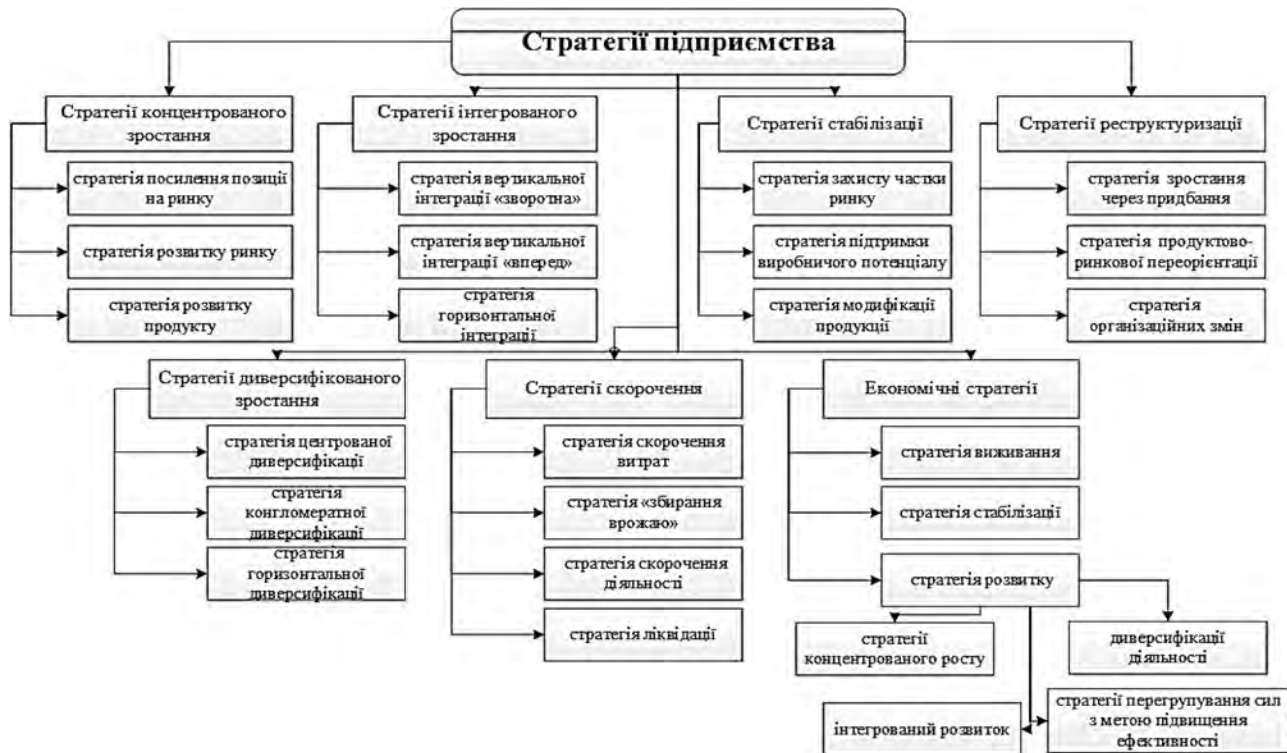 Стратегії підприємства
Стратегії концентрованого
зростання
стратегія посилення позиції
на ринку
стратегія розвитку ринку
стратегія розвитку
продукту
Стратегії інтегрованого
зростання
стратегія вертикальної
інтеграції «зворотна»
стратегія вертикальної
інтеграції «вперед»
стратегія
горизонтальної
інтеграції
Стратегії стабілізації
стратегія захисту частки
ринку
стратегія підтримки
виробничого потенціалу
стратегія модифікації
продукції
Стратегії реструктуризації
стратегія зростання
через придбання
стратегія продуктово-
ринкової переорієнтації
стратегія
організаційних змін
Стратегії диверсифікованого
зростання
стратегія центрованої
диверсифікації
стратегія
конгломератної
диверсифікації
стратегія
горизонтальної
диверсифікації
Стратегії скорочення
стратегія скорочення
витрат
стратегія «збирання
врожаю»
стратегія скорочення
діяльності
стратегія ліквідації
Економічні стратегії
стратегія виживання
стратегія стабілізації
стратегія розвитку
стратегії
концентрованого росту
диверсифікації
діяльності
інтегрований розвиток
стратегії перегрупування сил
з метою підвищення
ефективності